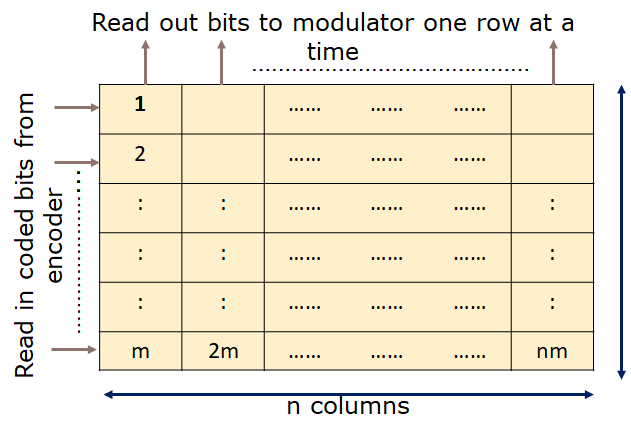 Read out bits to modulator one row at a
time
Read in coded bits from
encoder
1 …… …… ……
2 …… …… ……
: : …… …… …… :
: : …… …… …… :
: : …… …… …… :
m 2m …… …… …… nm
n columns